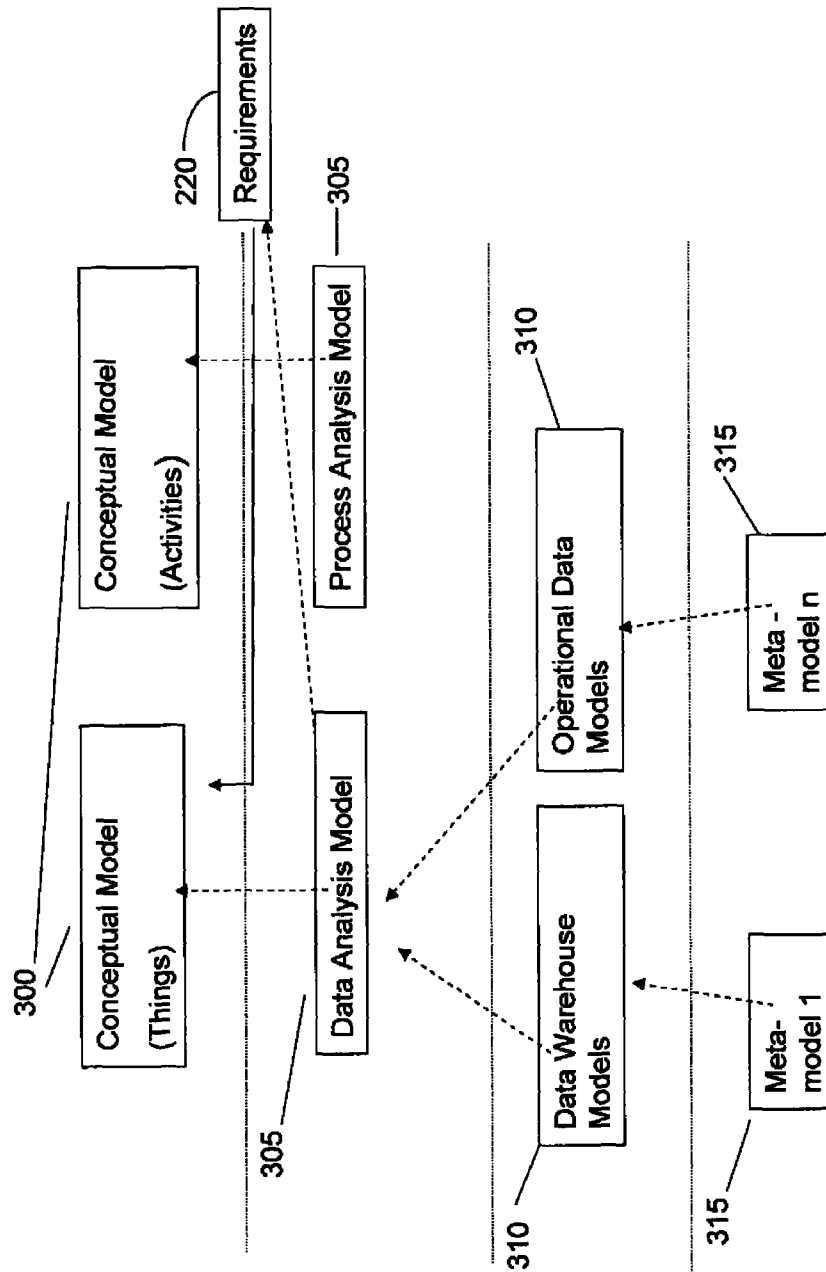 300
Conceptual Model
(Things)
Conceptual Model
(Activities)
220
Requirements
305
Data Analysis Model
Process Analysis Model
305
310
Data Warehouse
Models
Operational Data
Models
310
315
Meta-
model 1
Meta -
model n
315